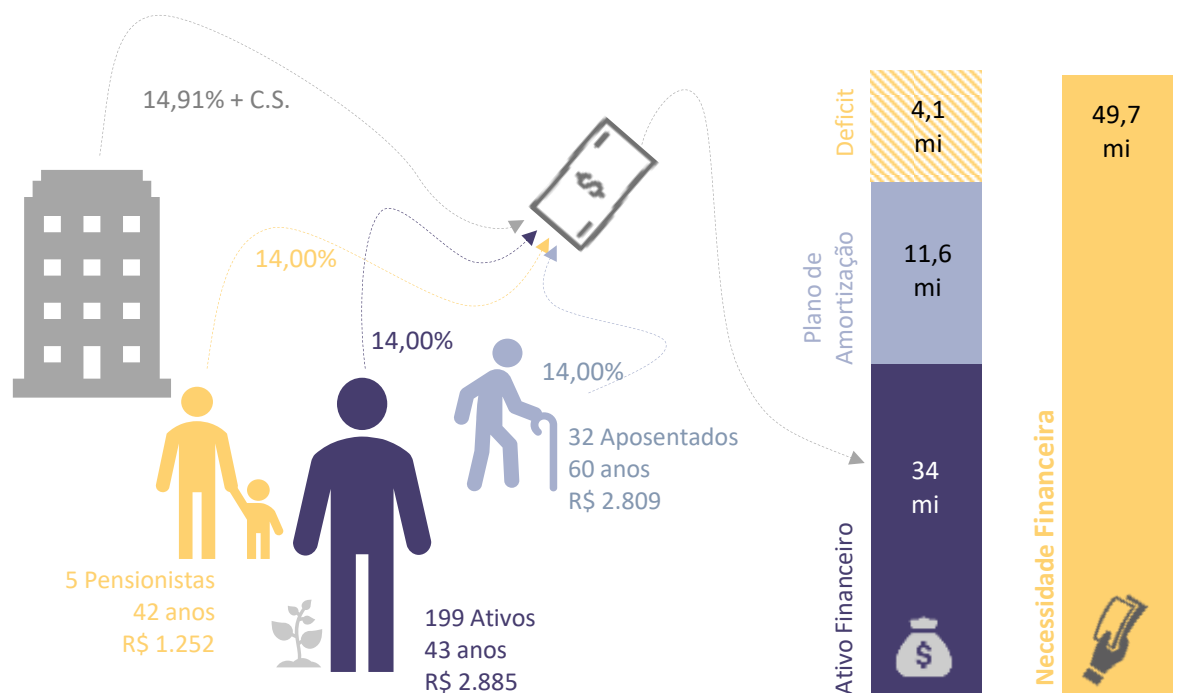 14,91% + C.S.
14,00%
14,00%
14,00%
5 Pensionistas
42 anos
R$ 1.252
199 Ativos
43 anos
R$ 2.885
32 Aposentados
60 anos
R$ 2.809
$
Deficit
4,1
mi
Plano de
Amortização
11,6
mi
Ativo Financeiro
34
mi
$
Necessidade Financeira
49,7
mi